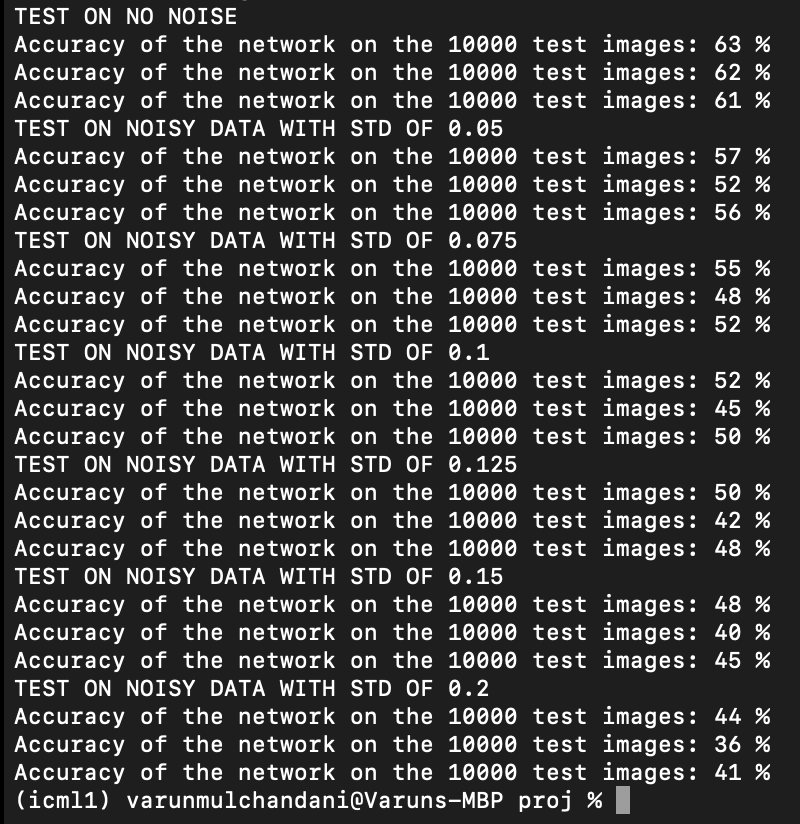 TEST ON NO NOISE
Accuracy of the network on the 10000 test images: 63 %
Accuracy of the network on the 10000 test images: 62 %
Accuracy of the network on the 10000 test images: 61 %
TEST ON NOISY DATA WITH STD OF 0.05
Accuracy of the network on the 10000 test images: 57 %
Accuracy of the network on the 10000 test images: 52 %
Accuracy of the network on the 10000 test images: 56 %
TEST ON NOISY DATA WITH STD OF 0.075
Accuracy of the network on the 10000 test images: 55 %
Accuracy of the network on the 10000 test images: 48 %
Accuracy of the network on the 10000 test images: 52 %
TEST ON NOISY DATA WITH STD OF 0.1
Accuracy of the network on the 10000 test images: 52 %
Accuracy of the network on the 10000 test images: 45 %
Accuracy of the network on the 10000 test images: 50 %
TEST ON NOISY DATA WITH STD OF 0.125
Accuracy of the network on the 10000 test images: 50 %
Accuracy of the network on the 10000 test images: 42 %
Accuracy of the network on the 10000 test images: 48 %
TEST ON NOISY DATA WITH STD OF 0.15
Accuracy of the network on the 10000 test images: 48 %
Accuracy of the network on the 10000 test images: 40 %
Accuracy of the network on the 10000 test images: 45 %
TEST ON NOISY DATA WITH STD OF 0.2
Accuracy of the network on the 10000 test images: 44 %
Accuracy of the network on the 10000 test images: 36 %
Accuracy of the network on the 10000 test images: 41 %
(icml1) varunmulchandani@Varuns-MBP proj %